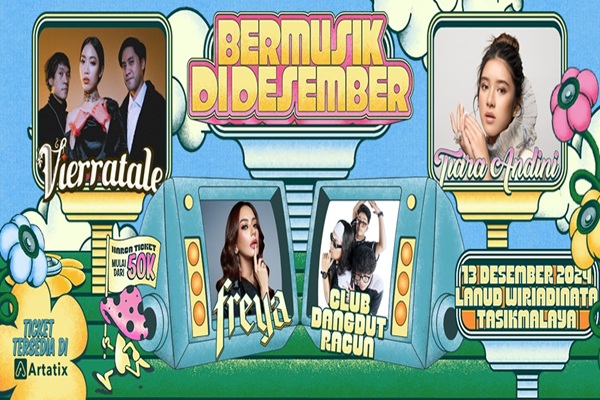 BERMUSIK
DI DESEMBER
Vierratale
Tiara Andini
HARGA TICKET
MULAI
DARI 50K
freya
CLUB
DANGDUT
RACUN
13 DESEMBER 2024
LANUD WIRIADINATA
TASIKMALAYA
TICKET
TERSEDIA DI
Artatix